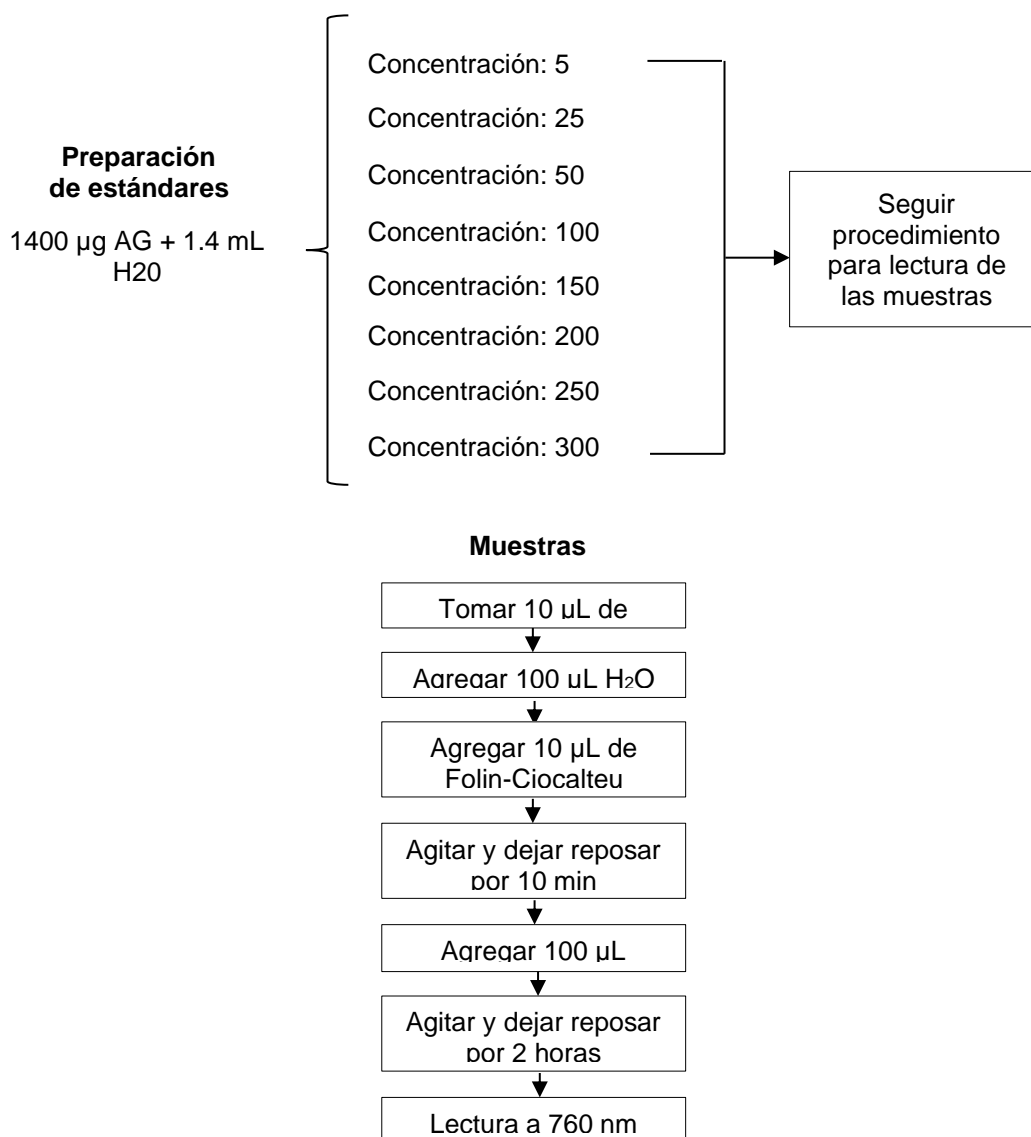 Preparación
de estándares
1400 µg AG + 1.4 mL
H20
Concentración: 5
Concentración: 25
Concentración: 50
Concentración: 100
Concentración: 150
Concentración: 200
Concentración: 250
Concentración: 300
Seguir
procedimiento
para lectura de
las muestras
Muestras
Tomar 10 µL de
Agregar 100 µL H₂O
Agregar 10 µL de
Folin-Ciocalteu
Agitar y dejar reposar
por 10 min
Agregar 100 µL
Agitar y dejar reposar
por 2 horas
Lectura a 760 nm